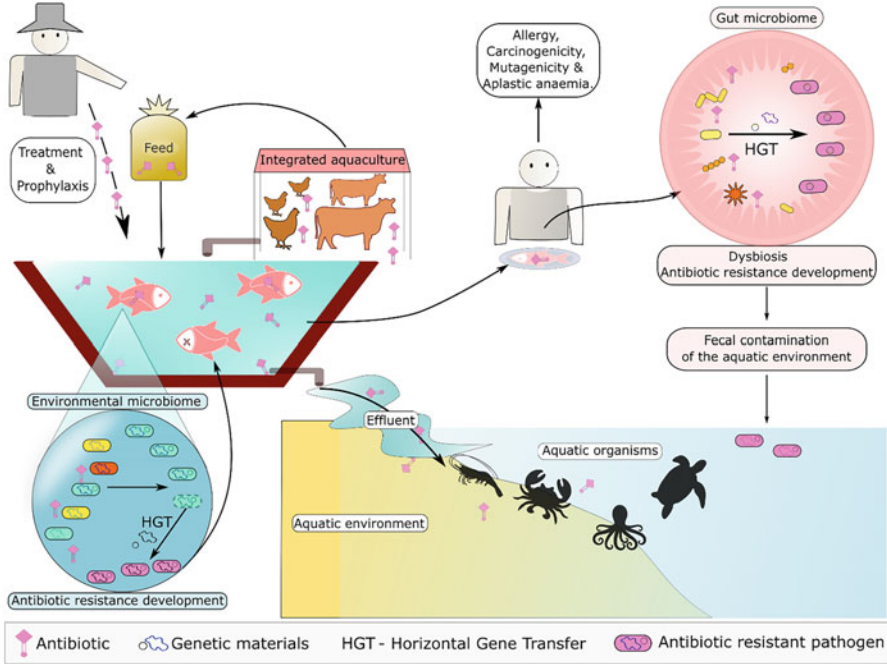 Allergy,
Carcinogenicity,
Mutagenicity &
Aplastic anaemia.
Gut microbiome
HGT
Treatment
&
Prophylaxis
Feed
Integrated aquaculture
Dysbiosis
Antibiotic resistance development
Fecal contamination
of the aquatic environment
Environmental microbiome
HGT
Antibiotic resistance development
Effluent
Aquatic organisms
Aquatic environment
Antibiotic
Genetic materials
HGT - Horizontal Gene Transfer
Antibiotic resistant pathogen